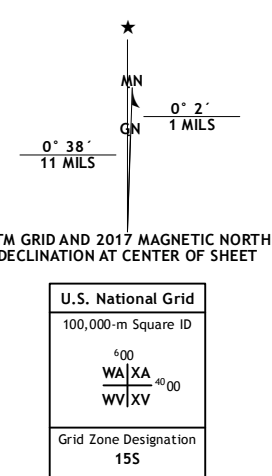 ★
MN
GN
0° 2´
1 MILS
0° 38´
11 MILS
TM GRID AND 2017 MAGNETIC NORTH
DECLINATION AT CENTER OF SHEET
U.S. National Grid
100,000-m Square ID
⁶00
WA XA
⁴⁰00
WV XV
Grid Zone Designation
15S